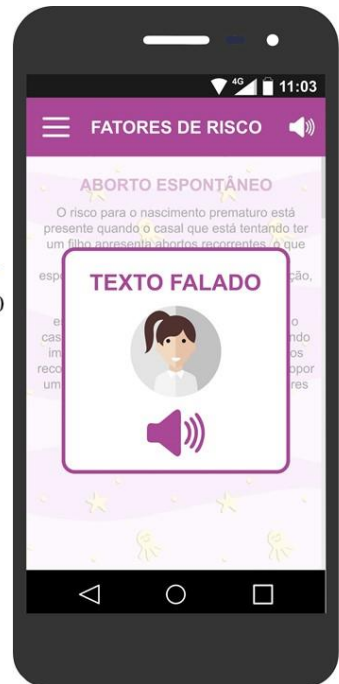 4G 11:03
FATORES DE RISCO
ABORTO ESPONTÂNEO
O risco para o nascimento prematuro está
presente quando o casal que está tentando ter
um filho apresenta abortos recorrentes, o que
ção,
TEXTO FALADO